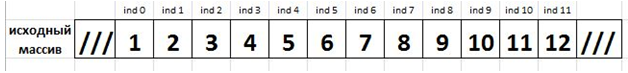 ind 0 ind 1 ind 2 ind 3 ind 4 ind 5 ind 6 ind 7 ind 8 ind 9 ind 10 ind 11
исходный
массив
/// 1 2 3 4 5 6 7 8 9 10 11 12 ///